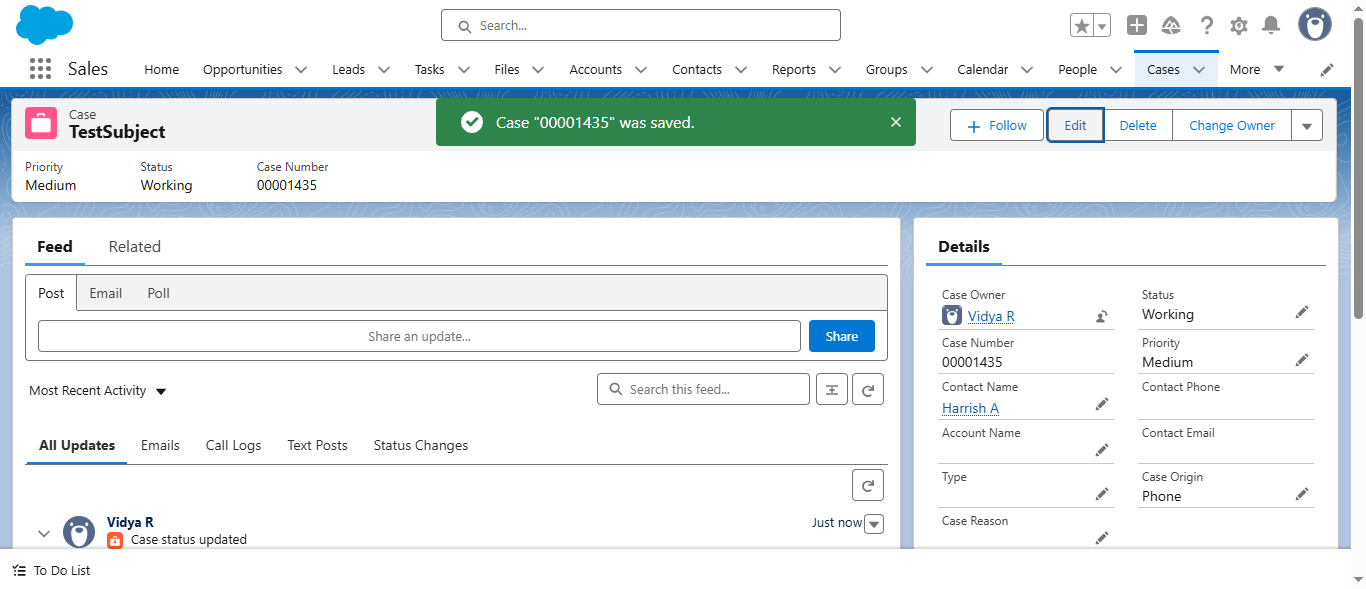 Search...
Sales
Home
Opportunities
Leads
Tasks
Files
Accounts
Contacts
Reports
Groups
Calendar
People
Cases
More
Case
TestSubject
Case "00001435" was saved.
Follow
Edit
Delete
Change Owner
Priority
Medium
Status
Working
Case Number
00001435
Feed
Related
Post
Email
Poll
Share an update...
Share
Most Recent Activity
Search this feed...
All Updates
Emails
Call Logs
Text Posts
Status Changes
Vidya R
Just now
Case status updated
Details
Case Owner
Vidya R
Status
Working
Case Number
00001435
Priority
Medium
Contact Name
Harrish A
Contact Phone
Account Name
Contact Email
Type
Case Origin
Phone
Case Reason
To Do List